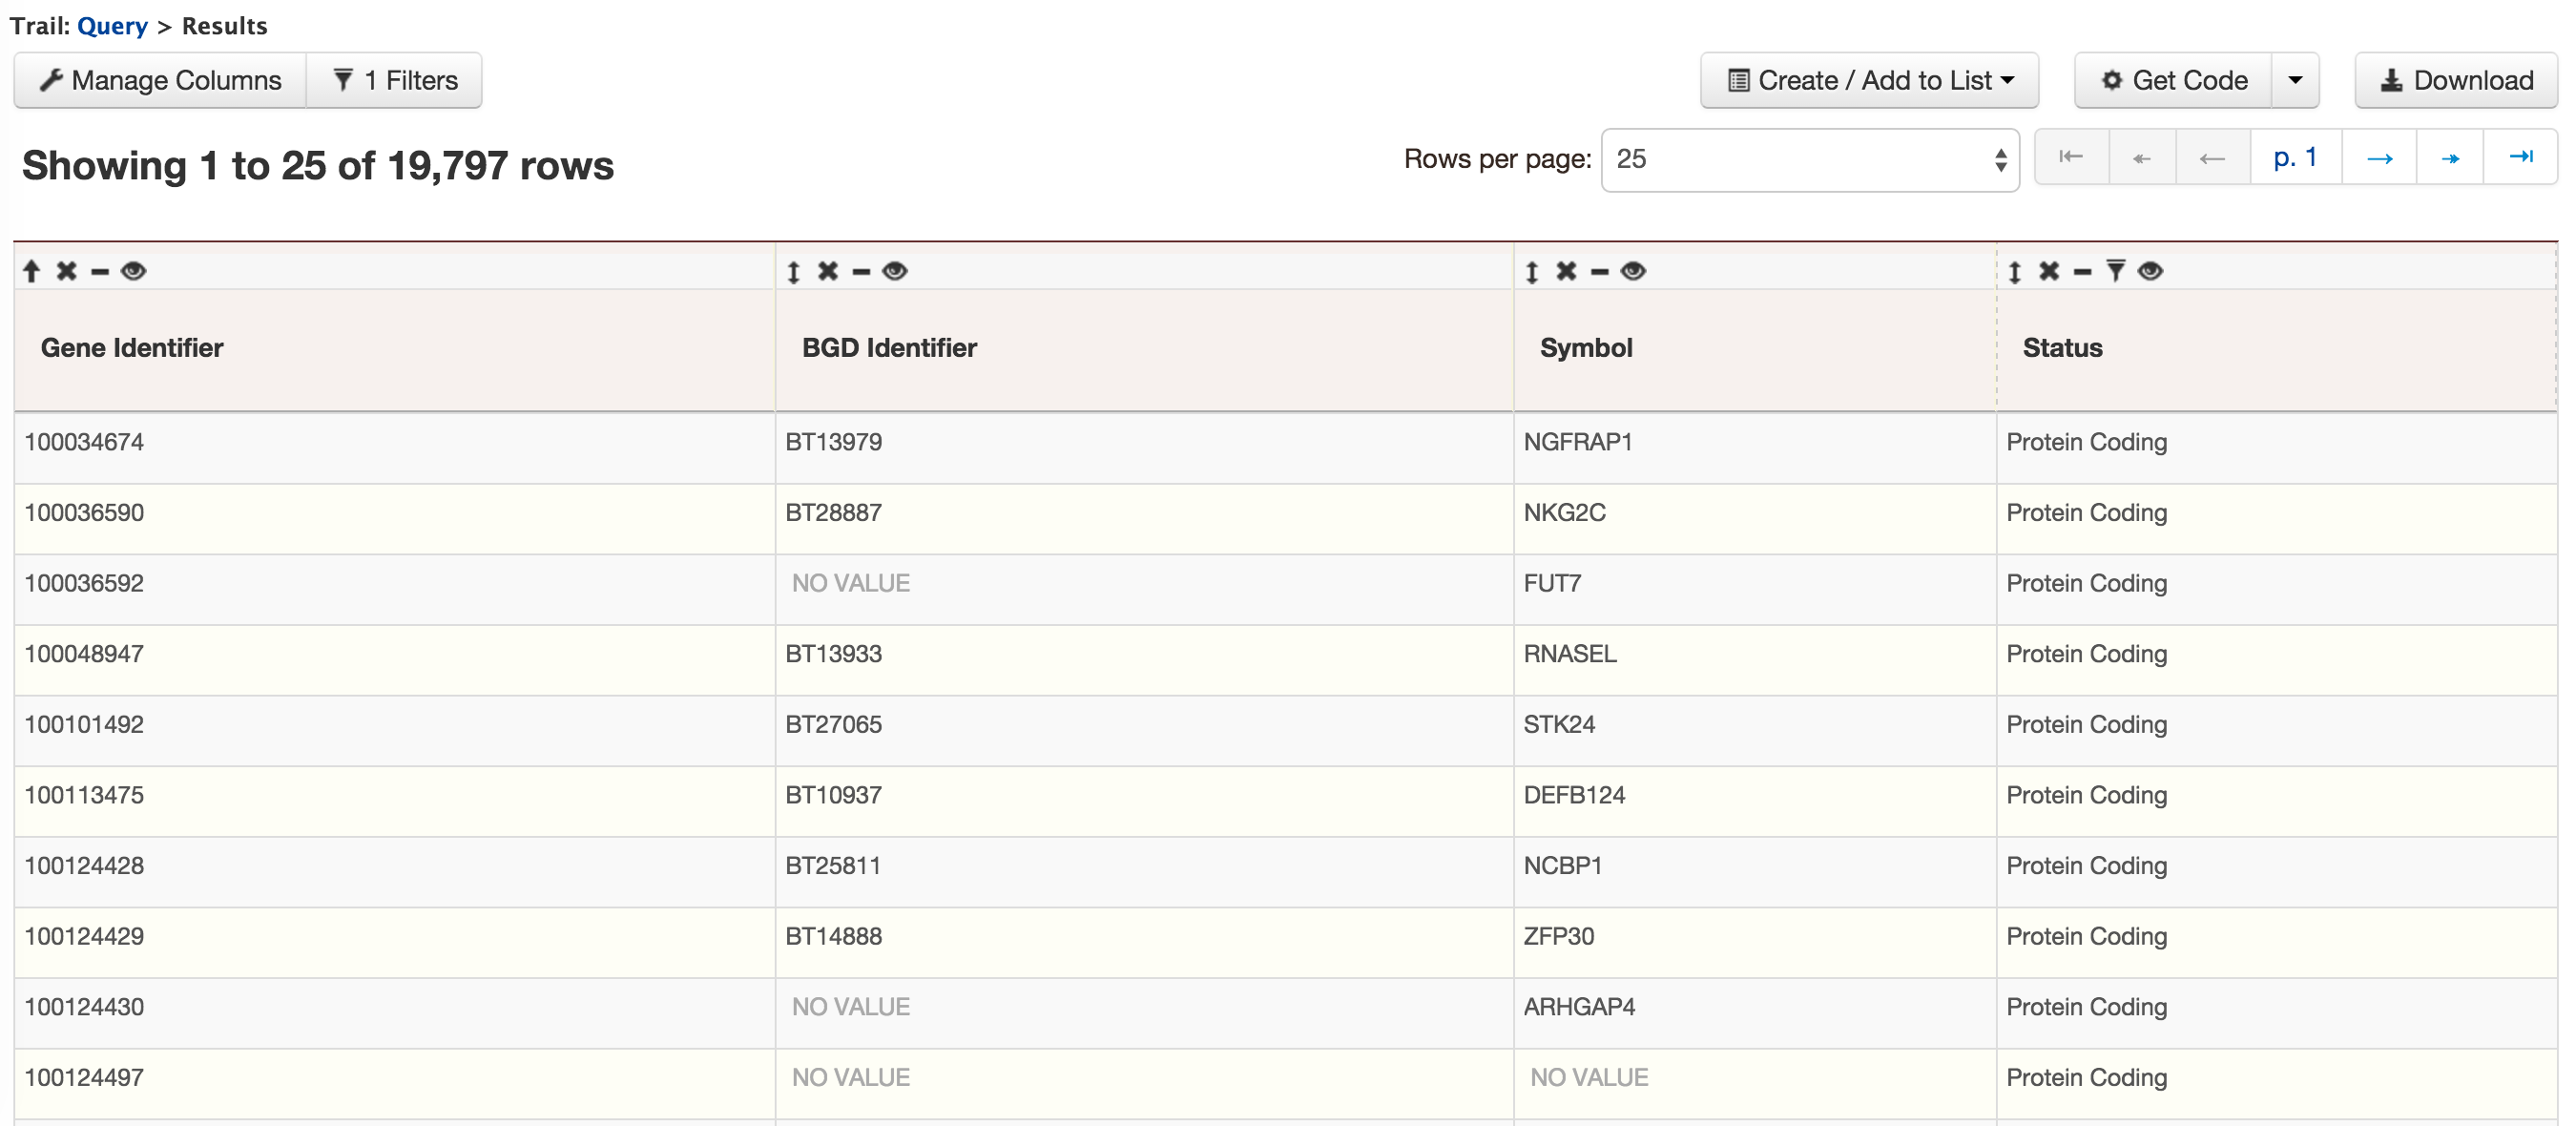 Trail: Query > Results
Manage Columns 1 Filters Create / Add to List Get Code Download
Showing 1 to 25 of 19,797 rows Rows per page: 25 p. 1
Gene Identifier BGD Identifier Symbol Status
100034674 BT13979 NGFRAP1 Protein Coding
100036590 BT28887 NKG2C Protein Coding
100036592 NO VALUE FUT7 Protein Coding
100048947 BT13933 RNASEL Protein Coding
100101492 BT27065 STK24 Protein Coding
100113475 BT10937 DEFB124 Protein Coding
100124428 BT25811 NCBP1 Protein Coding
100124429 BT14888 ZFP30 Protein Coding
100124430 NO VALUE ARHGAP4 Protein Coding
100124497 NO VALUE NO VALUE Protein Coding